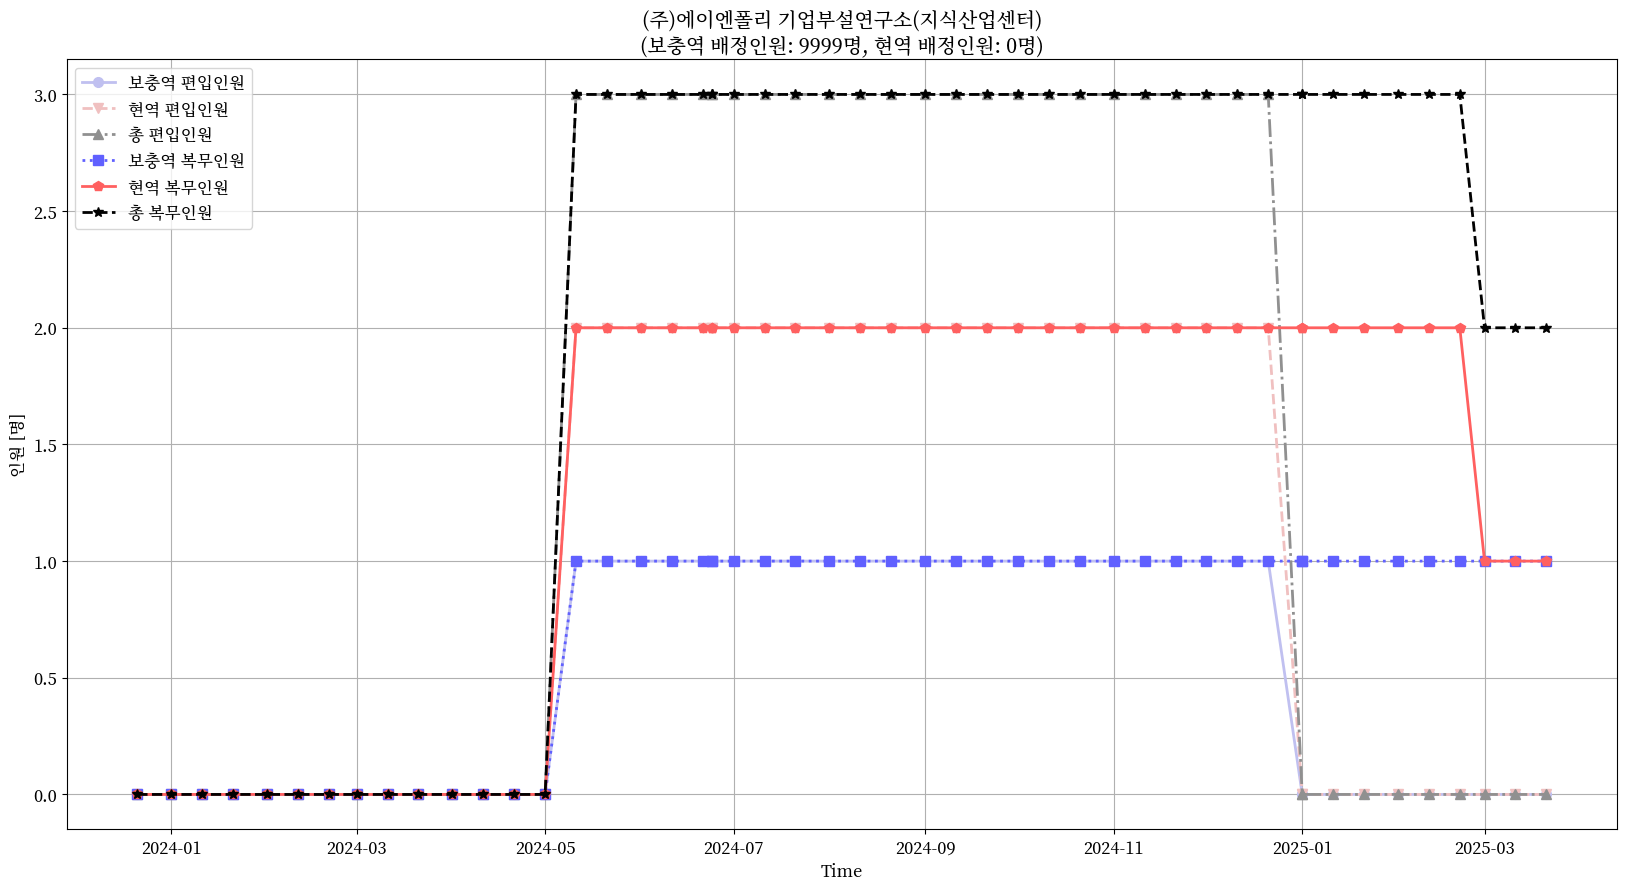 (주)에이엔폴리 기업부설연구소(지식산업센터)
(보충역 배정인원: 9999명, 현역 배정인원: 0명)
보충역 편입인원
현역 편입인원
총 편입인원
보충역 복무인원
현역 복무인원
총 복무인원
3.0
2.5
2.0
1.5
1.0
0.5
0.0
인원 [명]
2024-01
2024-03
2024-05
2024-07
2024-09
2024-11
2025-01
2025-03
Time